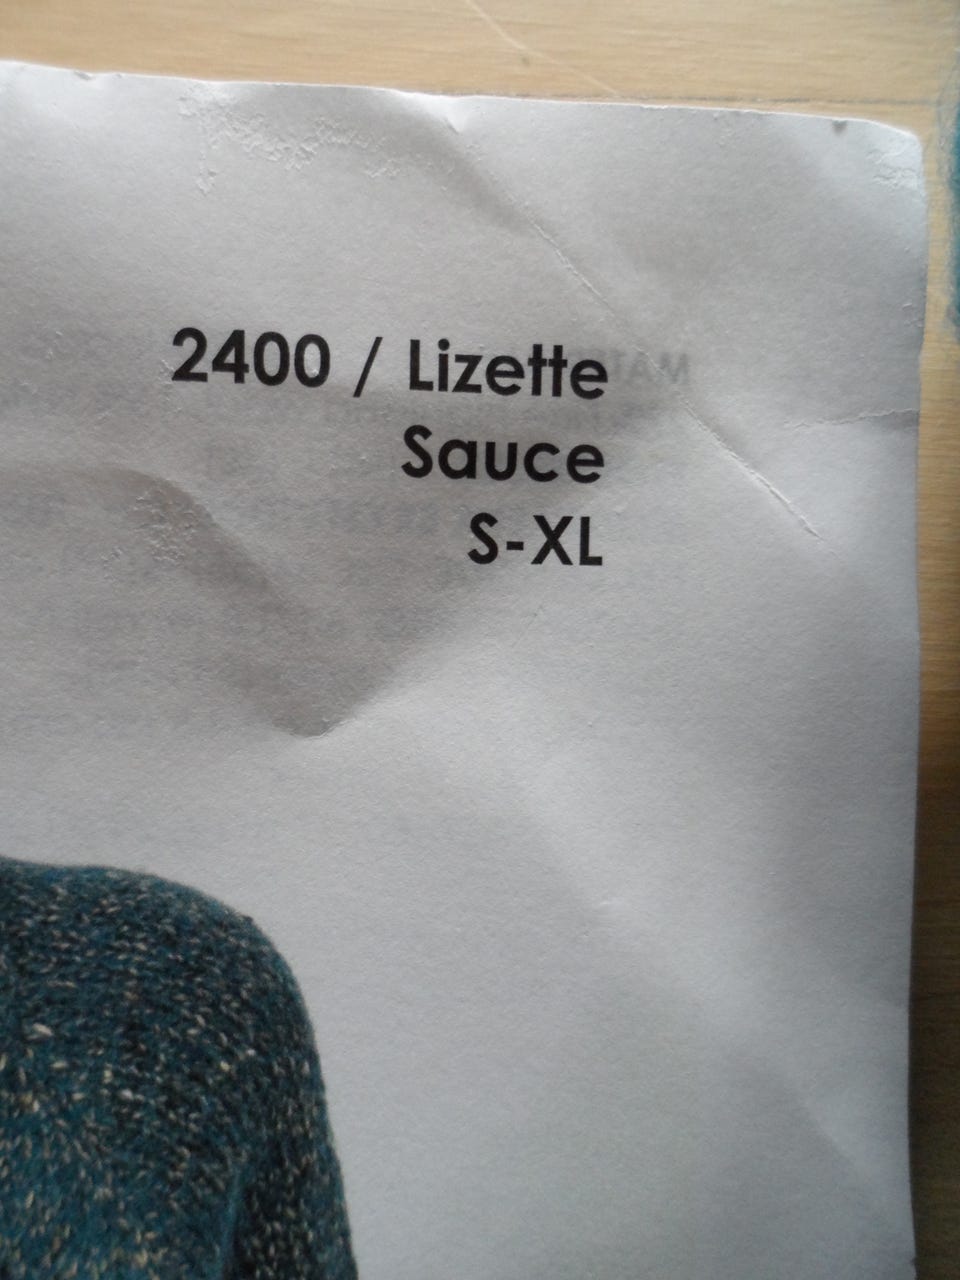 2400 / Lizette
Sauce
S-XL